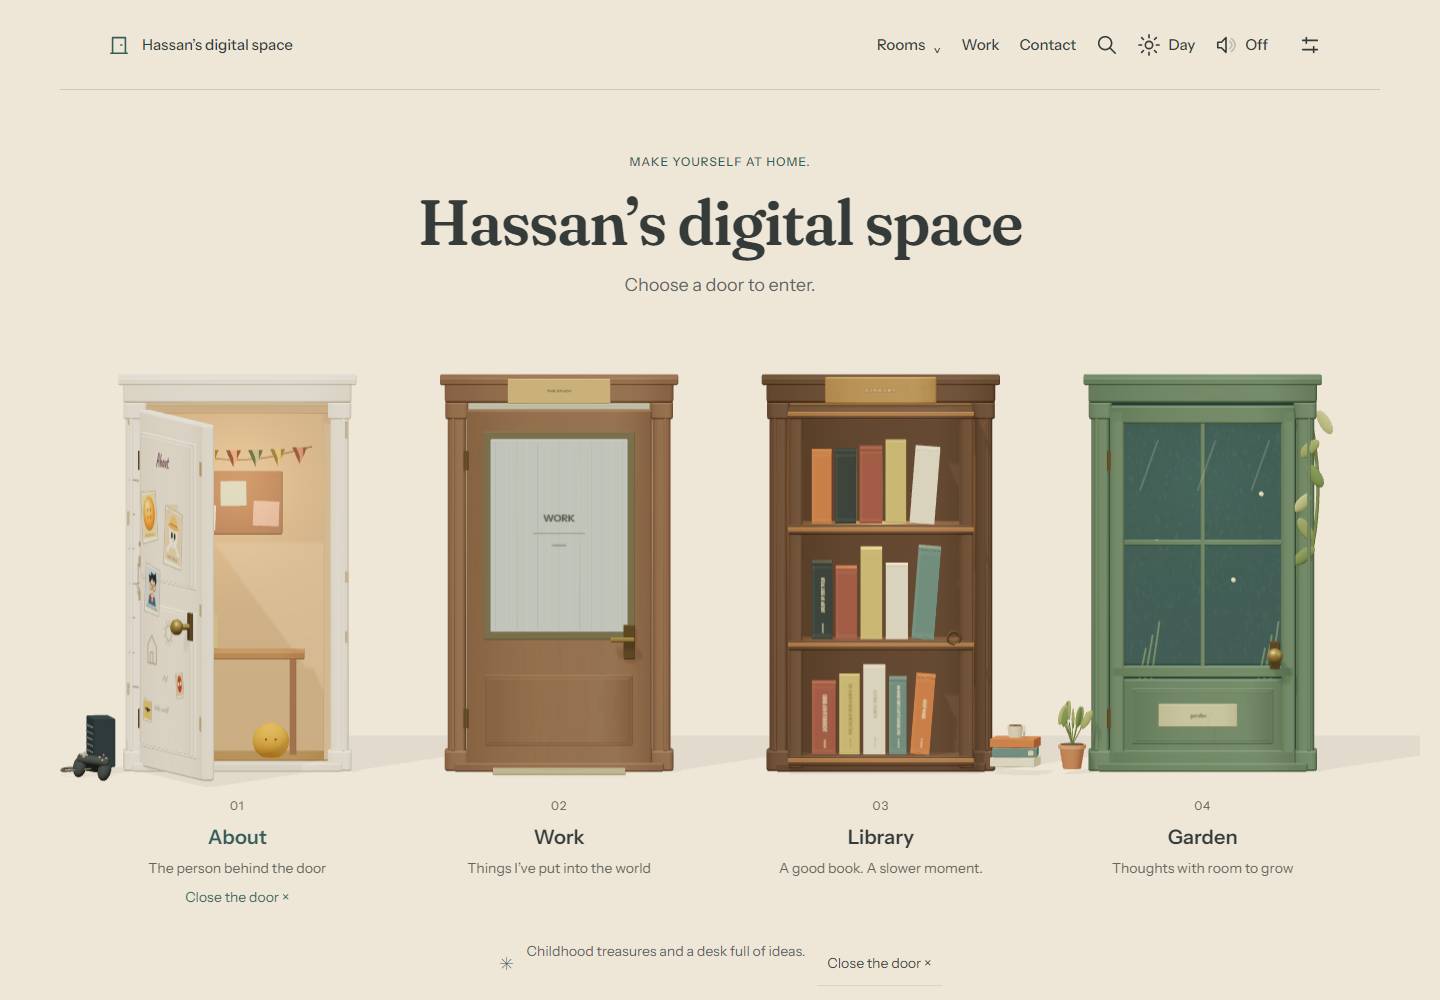 Hassan’s digital space
Rooms
Work
Contact
Day
Off
MAKE YOURSELF AT HOME.
Hassan’s digital space
Choose a door to enter.
About
WORK
LIBRARY
garden
01
About
The person behind the door
Close the door ×
02
Work
Things I’ve put into the world
03
Library
A good book. A slower moment.
04
Garden
Thoughts with room to grow
Childhood treasures and a desk full of ideas.
Close the door ×